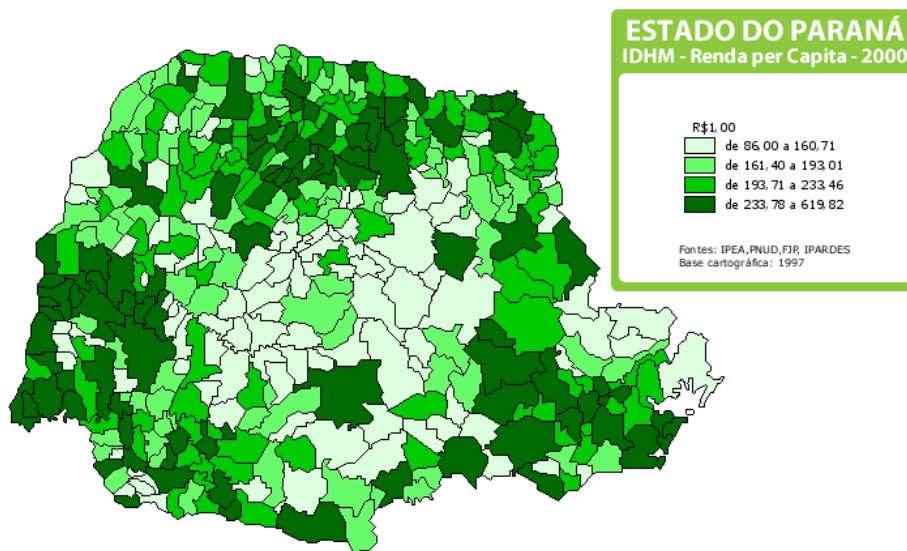 ESTADO DO PARANÁ
IDHM - Renda per Capita - 2000
R$1,00
de 86,00 a 160,71
de 161,40 a 193,01
de 193,71 a 233,46
de 233,78 a 619,82
Fontes: IPEA,PNUD,FJP, IPARDES
Base cartográfica: 1997